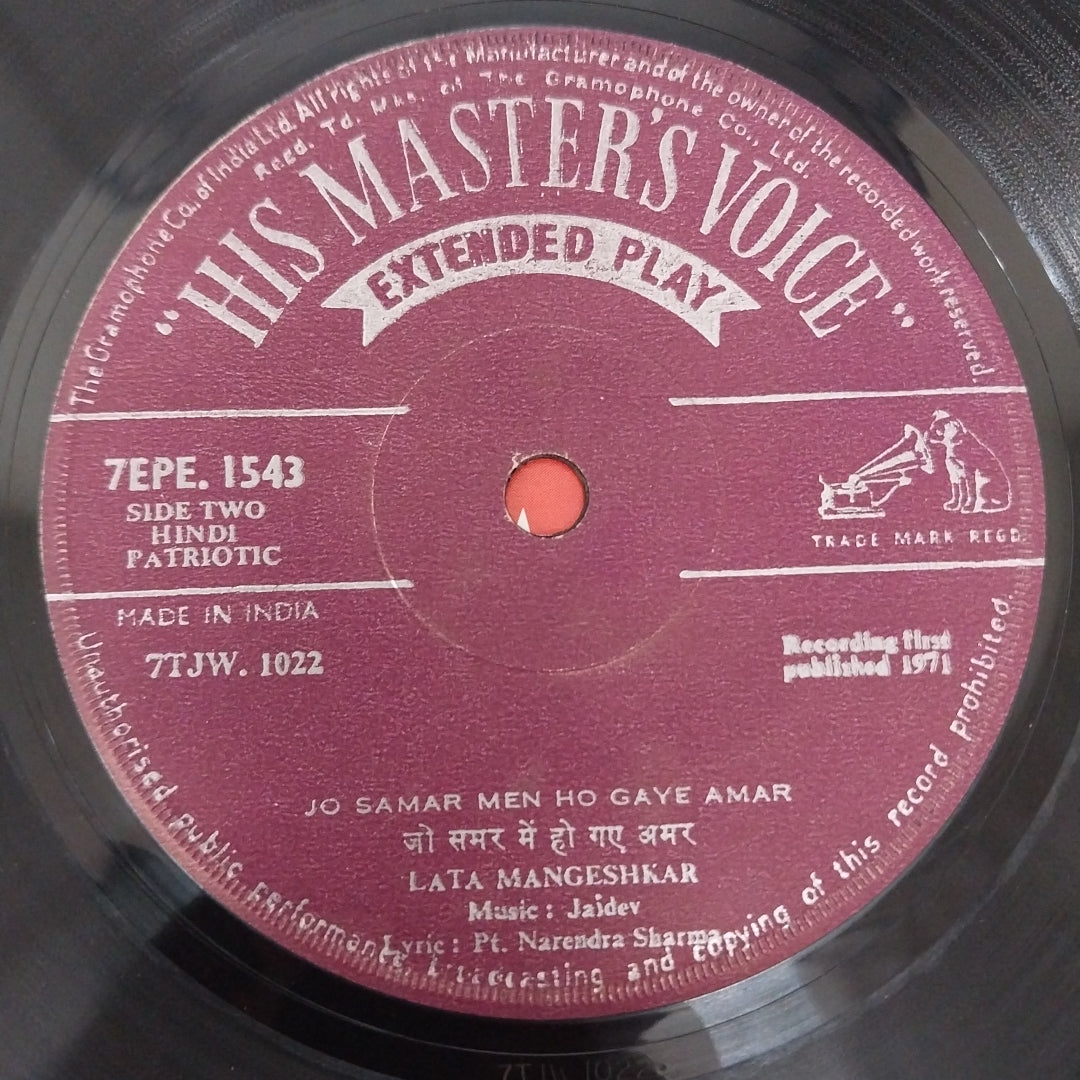 The Gramophone Co. of India Ltd. All rights of the Manufacturer and of the owner of the recorded work reserved.
Regd. Td. Mks. of The Gramophone Co., Ltd.
"HIS MASTER'S VOICE"
EXTENDED PLAY
7EPE. 1543
SIDE TWO
HINDI
PATRIOTIC
TRADE MARK REGD.
MADE IN INDIA
7TJW. 1022
Recording first
published 1971
JO SAMAR MEN HO GAYE AMAR
जो समर में हो गए अमर
LATA MANGESHKAR
Music : Jaidev
Lyric : Pt. Narendra Sharma
Unauthorised public performance broadcasting and copying of this record prohibited.
7TJW 1022